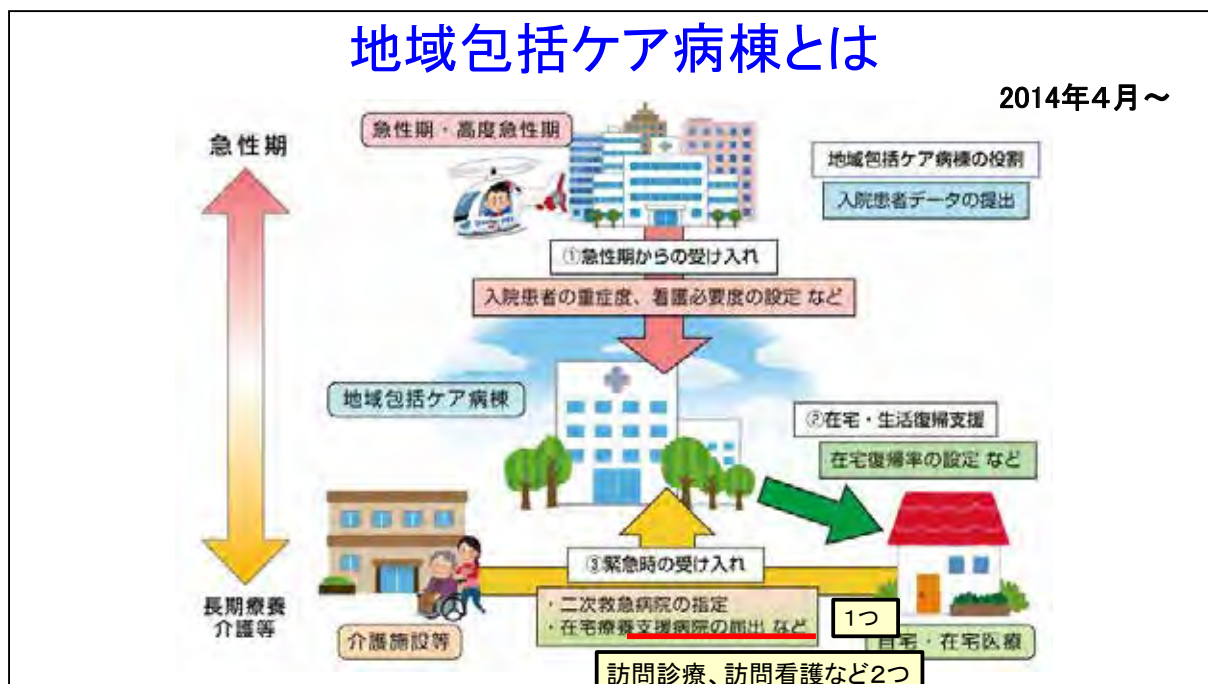 地域包括ケア病棟とは
2014年4月～
急性期
急性期・高度急性期
地域包括ケア病棟の役割
入院患者データの提出
①急性期からの受け入れ
入院患者の重症度、看護必要度の設定 など
地域包括ケア病棟
②在宅・生活復帰支援
在宅復帰率の設定 など
③緊急時の受け入れ
・二次救急病院の指定
・在宅療養支援病院の届出 など
1つ
長期療養
介護等
介護施設等
自宅・在宅医療
訪問診療、訪問看護など2つ